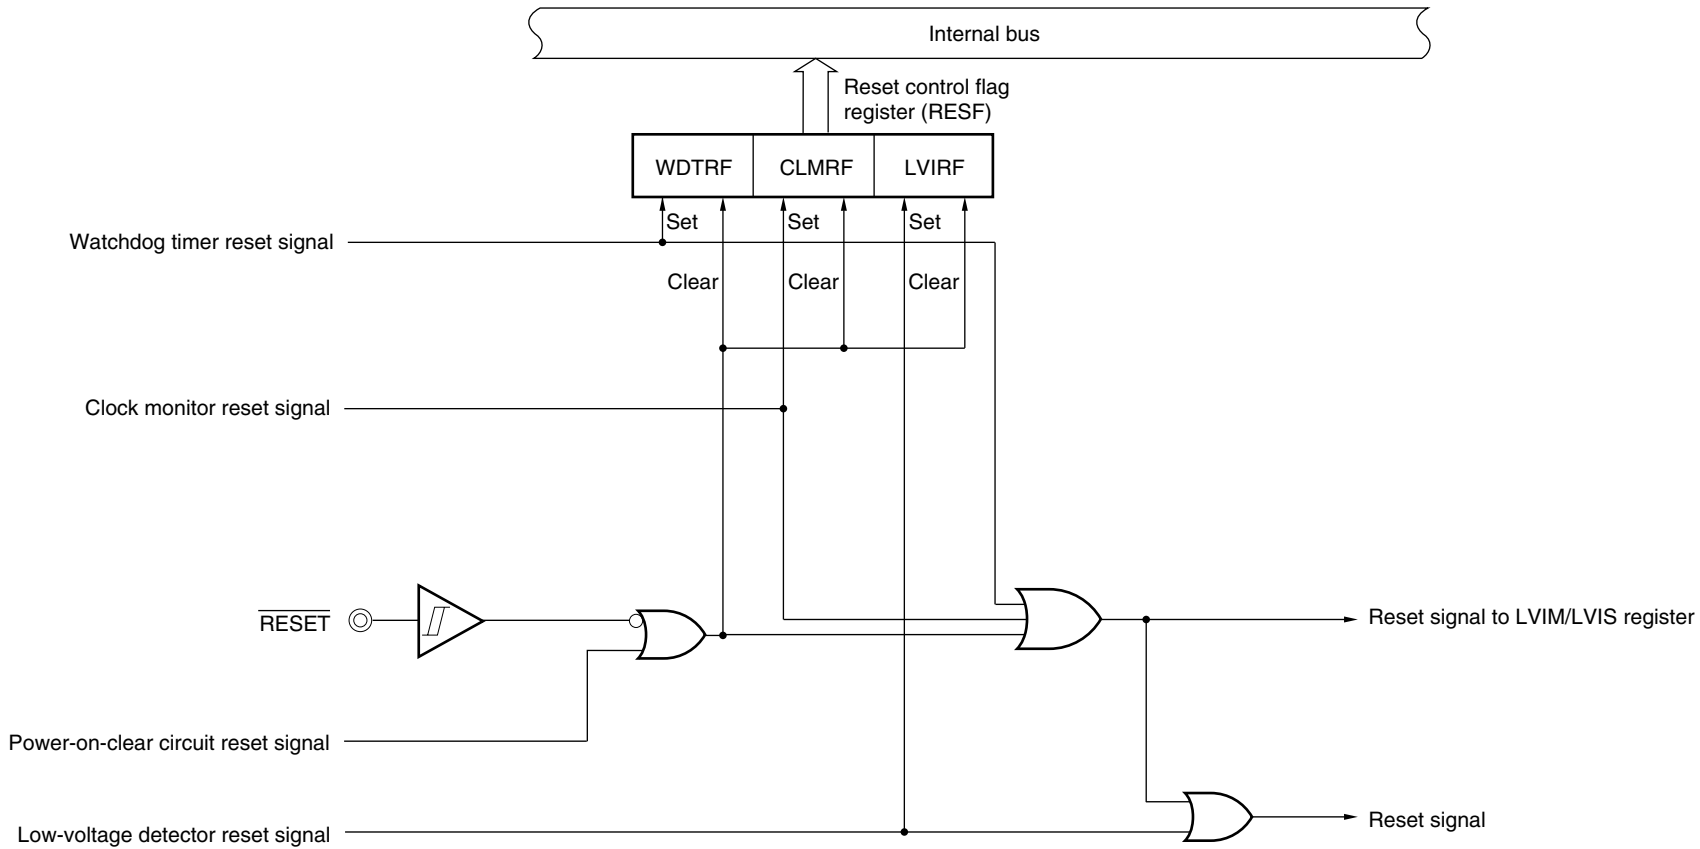 Internal bus
Reset control flag
register (RESF)
WDTRF CLMRF LVIRF
Set Set Set
Watchdog timer reset signal
Clear Clear Clear
Clock monitor reset signal
RESET
Reset signal to LVIM/LVIS register
Power-on-clear circuit reset signal
Low-voltage detector reset signal
Reset signal